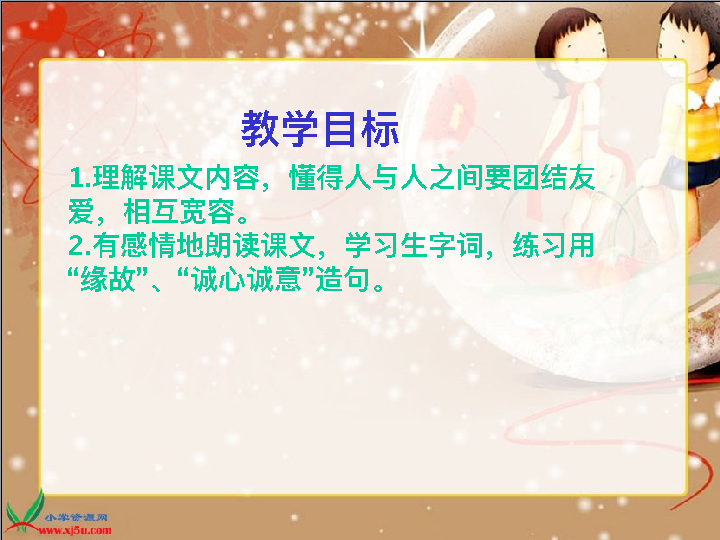 教学目标
1.理解课文内容，懂得人与人之间要团结友
爱，相互宽容。
2.有感情地朗读课文，学习生字词，练习用
“缘故”、“诚心诚意”造句。
小学资源网
www.xj5u.com